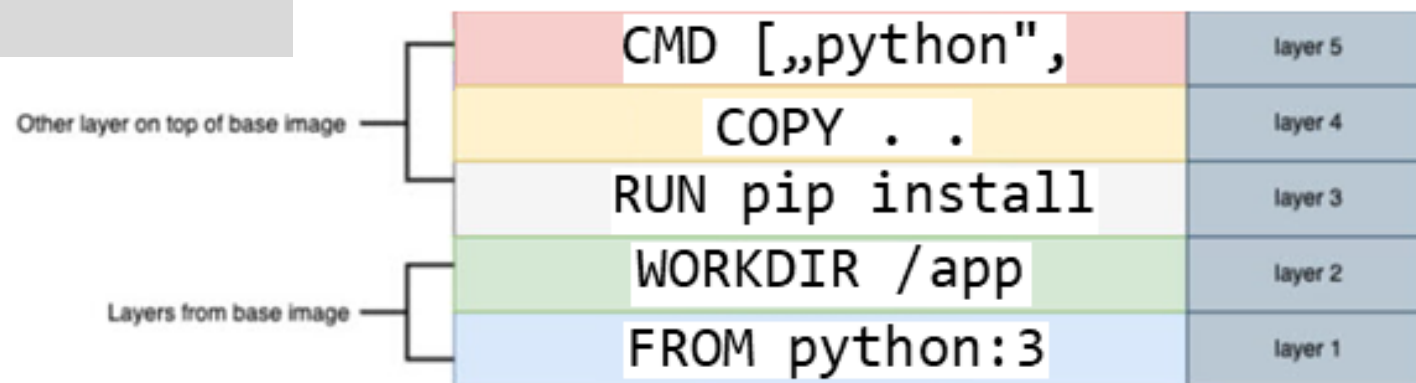 CMD [„python",
layer 5
Other layer on top of base image
COPY . .
layer 4
RUN pip install
layer 3
WORKDIR /app
layer 2
Layers from base image
FROM python:3
layer 1